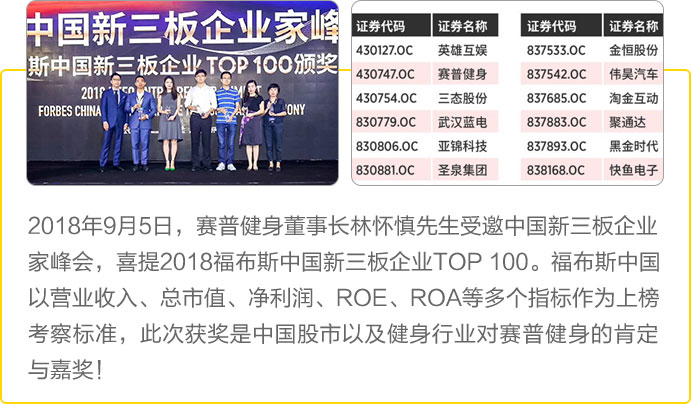 中国新三板企业家峰
斯中国新三板企业TOP 100颁奖
FORBES CHINA
证券代码 证券名称 证券代码 证券名称
430127.OC 英雄互娱 837533.OC 金恒股份
430747.OC 赛普健身 837542.OC 伟昊汽车
430754.OC 三态股份 837685.OC 淘金互动
830779.OC 武汉蓝电 837883.OC 聚通达
830806.OC 亚锦科技 837893.OC 黑金时代
830881.OC 圣泉集团 838168.OC 快鱼电子
2018年9月5日，赛普健身董事长林怀慎先生受邀中国新三板企业
家峰会，喜提2018福布斯中国新三板企业TOP 100。福布斯中国
以营业收入、总市值、净利润、ROE、ROA等多个指标作为上榜
考察标准，此次获奖是中国股市以及健身行业对赛普健身的肯定
与嘉奖！